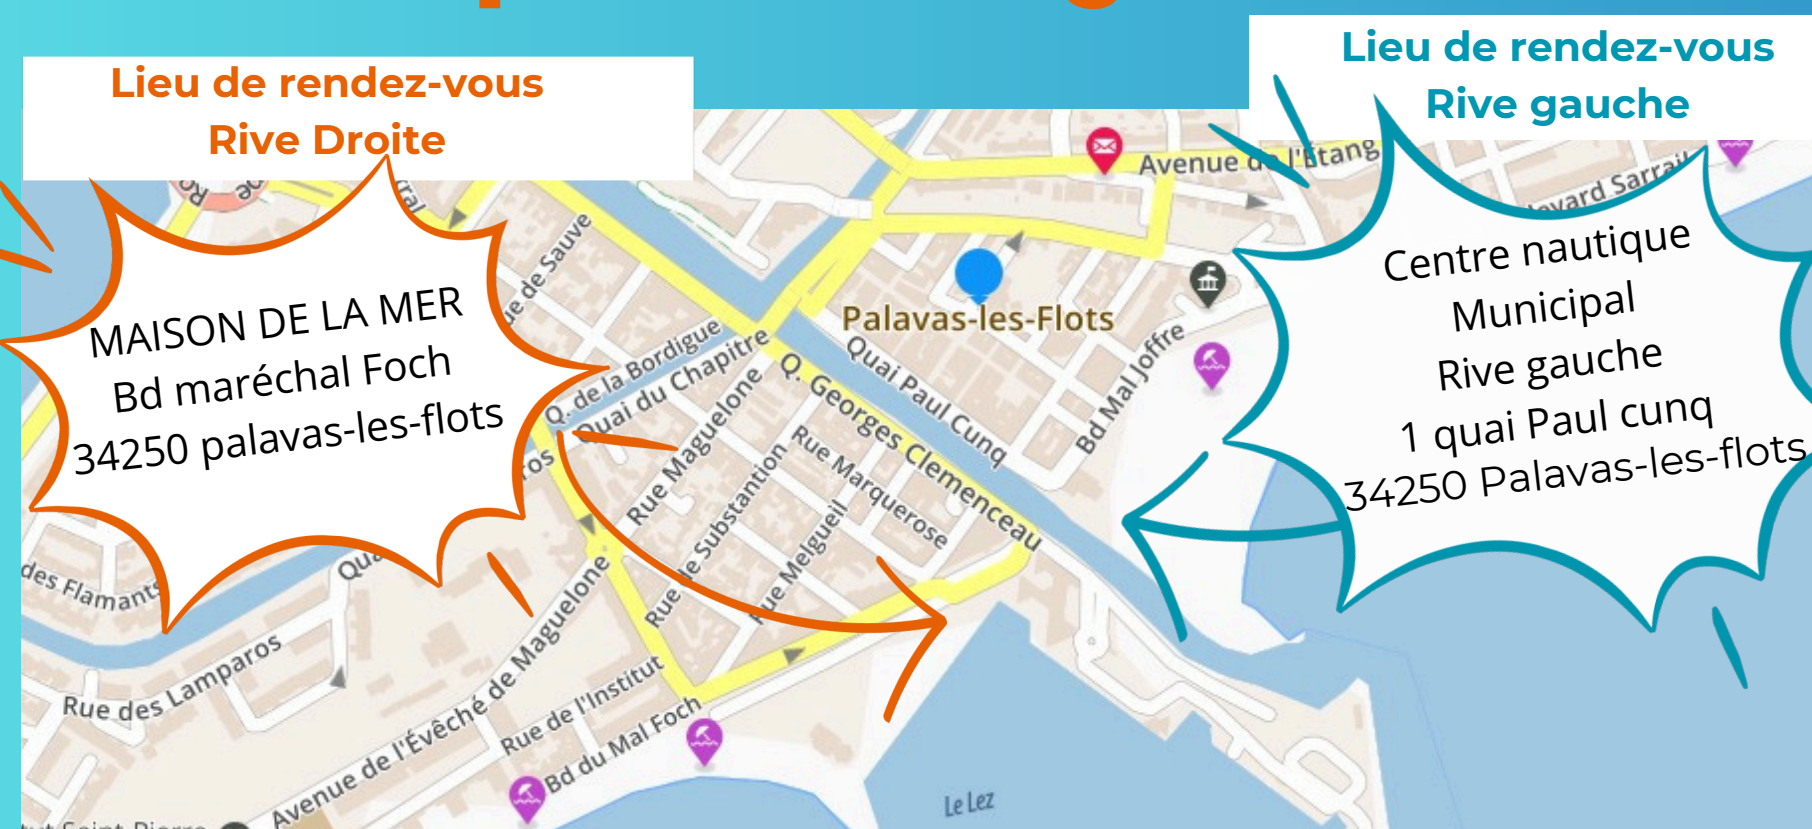 Lieu de rendez-vous
Rive Droite
Lieu de rendez-vous
Rive gauche
MAISON DE LA MER
Bd maréchal Foch
34250 palavas-les-flots
Centre nautique
Municipal
Rive gauche
1 quai Paul cunq
34250 Palavas-les-flots
Avenue de l'Étang
Palavas-les-Flots
Q. de la Bordigue
Quai du Chapitre
Rue Maguelone
Q. Georges Clemenceau
Quai Paul Cunq
Bd Mal Joffre
Rue Marquerose
Rue de Substantion
Rue Melgueil
des Flamants
Rue des Lamparos
Avenue de l'Évêché de Maguelone
Rue de l'Institut
Bd du Mal Foch
Le Lez